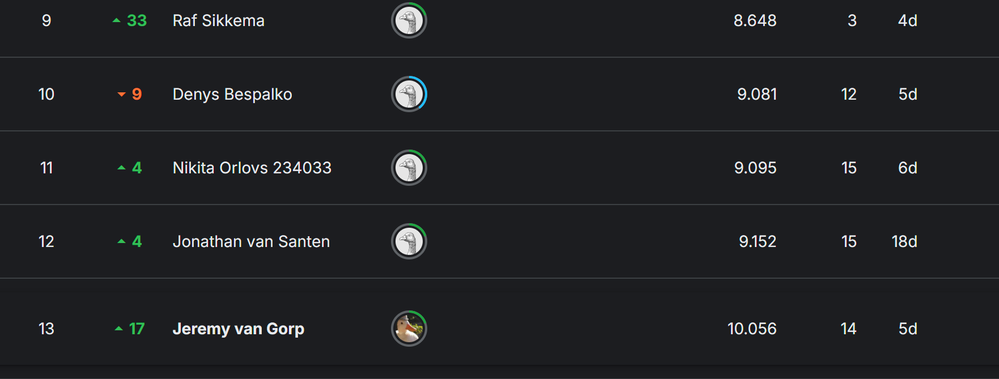 9 33 Raf Sikkema 8.648 3 4d
10 9 Denys Bespalko 9.081 12 5d
11 4 Nikita Orlovs 234033 9.095 15 6d
12 4 Jonathan van Santen 9.152 15 18d
13 17 Jeremy van Gorp 10.056 14 5d